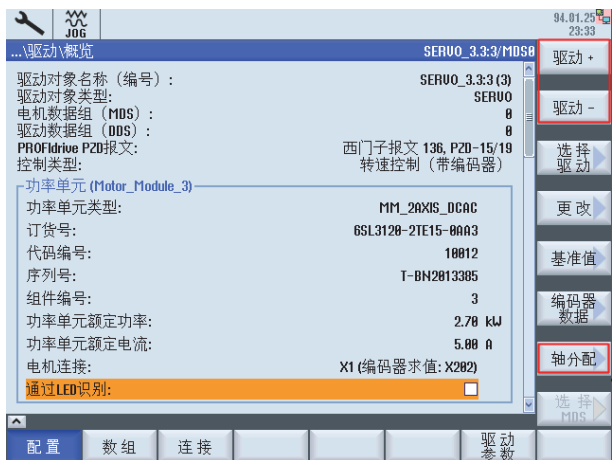 JOG
94.01.25
23:33
...\驱动\概览 SERVO_3.3:3/MDS0
驱动对象名称（编号）: SERVO_3.3:3 (3)
驱动对象类型: SERVO
电机数据组（MDS）: 0
驱动数据组（DDS）: 0
PROFIdrive PZD报文: 西门子报文 136, PZD-15/19
控制类型: 转速控制（带编码器）
功率单元 (Motor_Module_3)
功率单元类型: MM_2AXIS_DCAC
订货号: 6SL3120-2TE15-0AA3
代码编号: 10012
序列号: T-BN2013385
组件编号: 3
功率单元额定功率: 2.70 kW
功率单元额定电流: 5.00 A
电机连接: X1 (编码器求值: X202)
通过LED识别:
驱动 +
驱动 -
选择
驱动
更改
基准值
编码器
数据
轴分配
选择
MDS
配置 数组 连接 驱动
参数